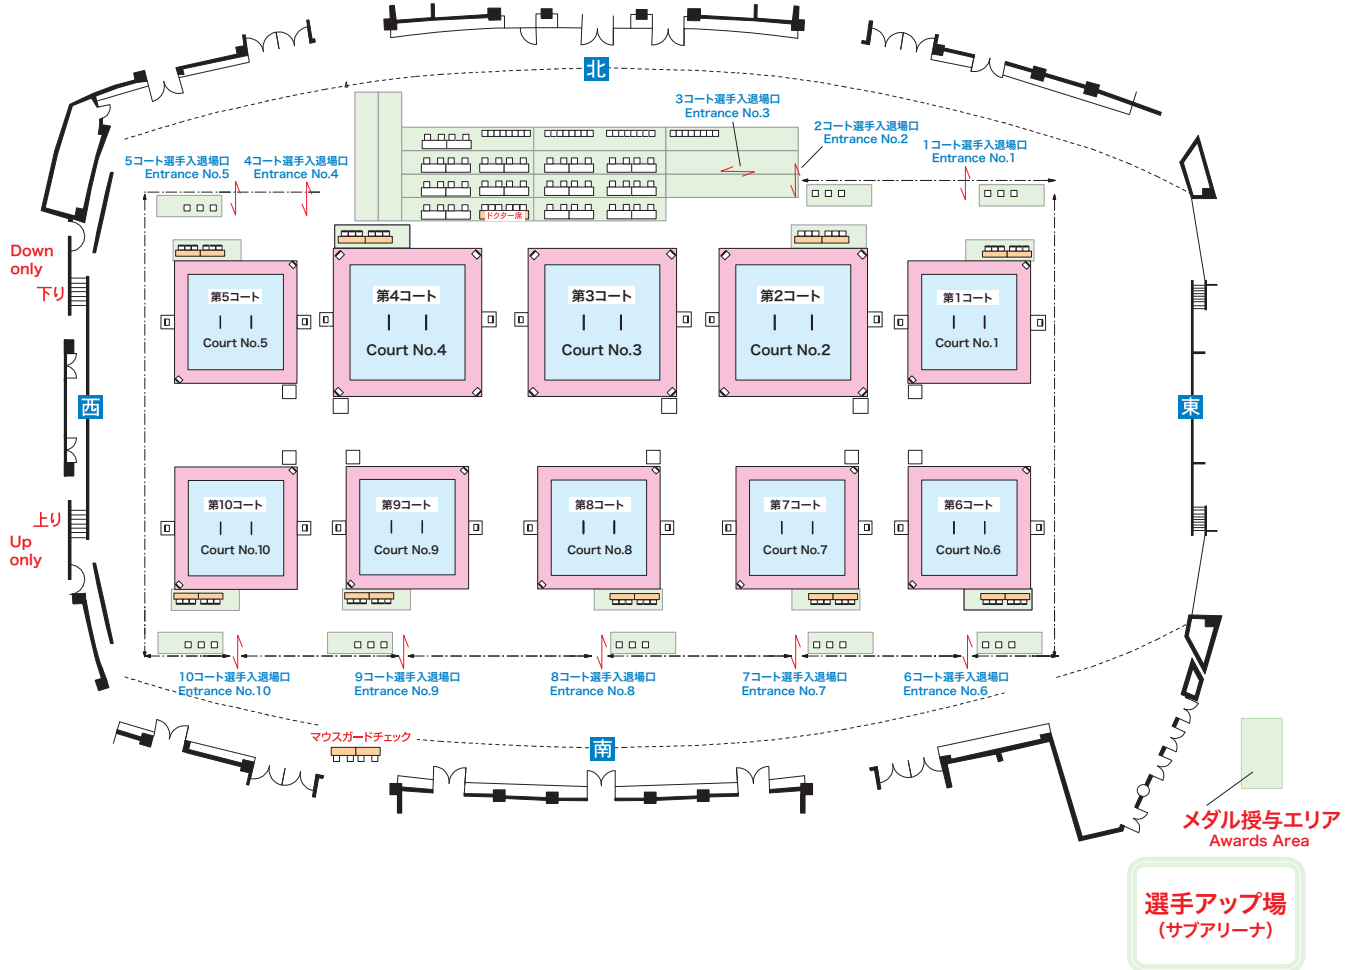 北
3コート選手入退場口
Entrance No.3
2コート選手入退場口
Entrance No.2
1コート選手入退場口
Entrance No.1
5コート選手入退場口
Entrance No.5
4コート選手入退場口
Entrance No.4
ドクター席
Down
only
下り
第5コート
Court No.5
第4コート
Court No.4
第3コート
Court No.3
第2コート
Court No.2
第1コート
Court No.1
西
東
上り
Up
only
第10コート
Court No.10
第9コート
Court No.9
第8コート
Court No.8
第7コート
Court No.7
第6コート
Court No.6
10コート選手入退場口
Entrance No.10
9コート選手入退場口
Entrance No.9
8コート選手入退場口
Entrance No.8
7コート選手入退場口
Entrance No.7
6コート選手入退場口
Entrance No.6
マウスガードチェック
南
メダル授与エリア
Awards Area
選手アップ場
（サブアリーナ）